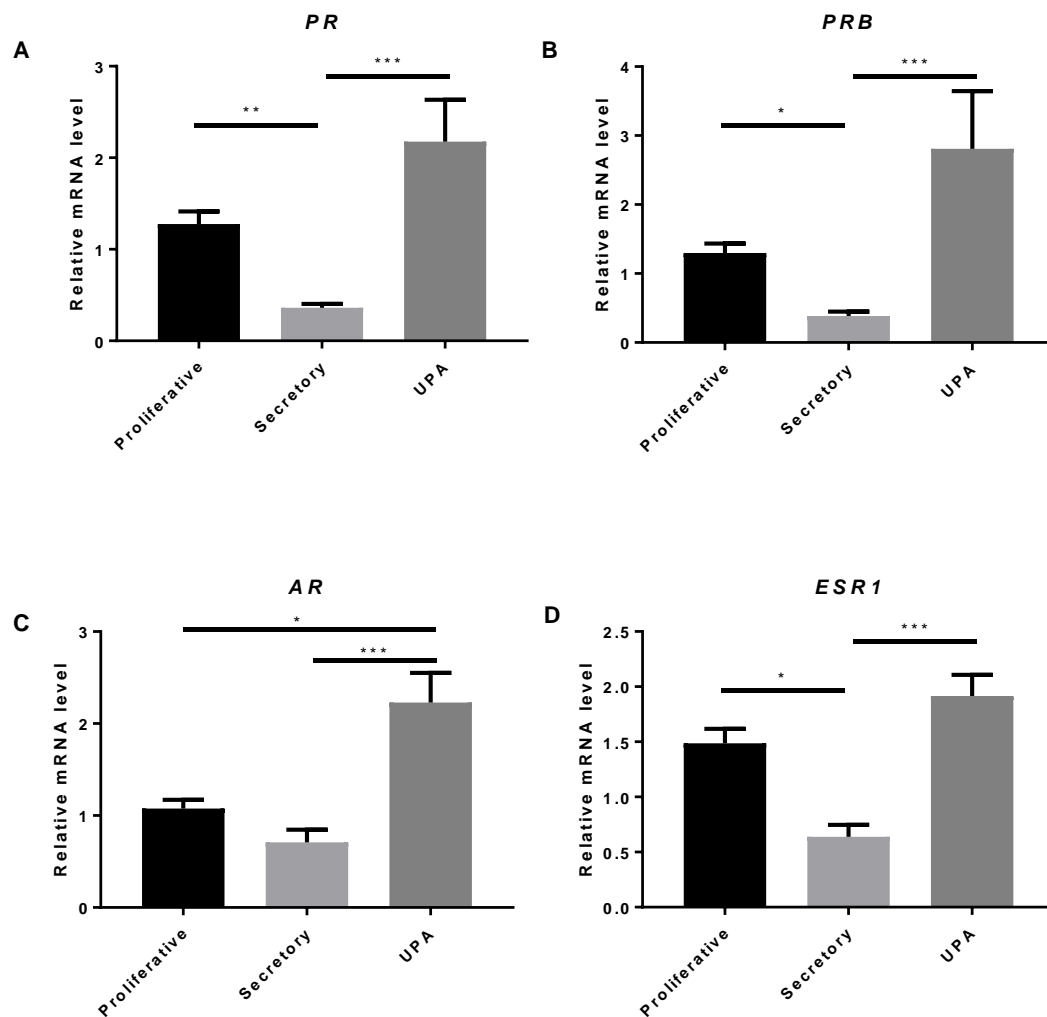 PR
A
Relative mRNA level
3
2
1
0
**
***
Proliferative
Secretory
UPA
PRB
B
Relative mRNA level
4
3
2
1
0
*
***
Proliferative
Secretory
UPA
AR
C
Relative mRNA level
3
2
1
0
*
***
Proliferative
Secretory
UPA
ESR1
D
Relative mRNA level
2.5
2.0
1.5
1.0
0.5
0.0
*
***
Proliferative
Secretory
UPA